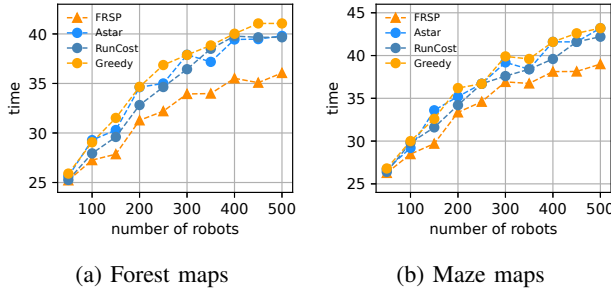 FRSP
Astar
RunCost
Greedy
40
35
30
25
time
100 200 300 400 500
number of robots
(a) Forest maps
FRSP
Astar
RunCost
Greedy
45
40
35
30
25
time
100 200 300 400 500
number of robots
(b) Maze maps